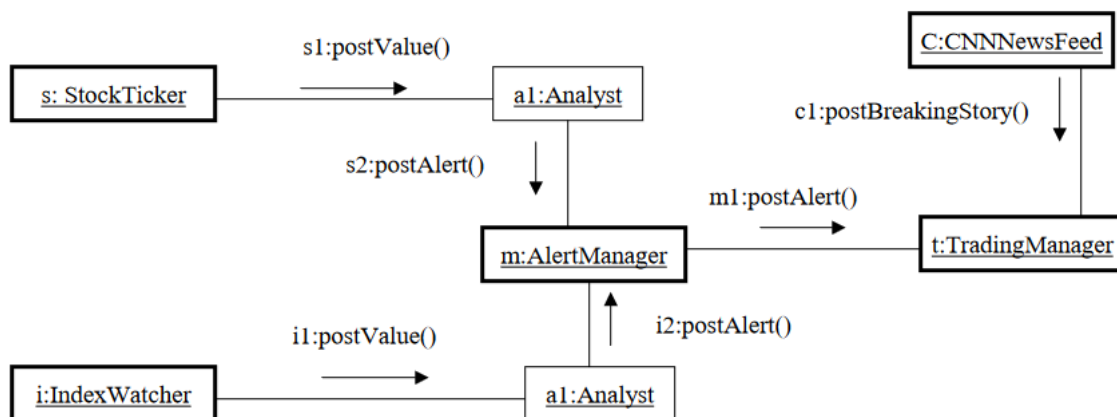 s1:postValue()
C:CNNNewsFeed
s: StockTicker
a1:Analyst
c1:postBreakingStory()
s2:postAlert()
m1:postAlert()
m:AlertManager
t:TradingManager
i1:postValue()
i2:postAlert()
i:IndexWatcher
a1:Analyst